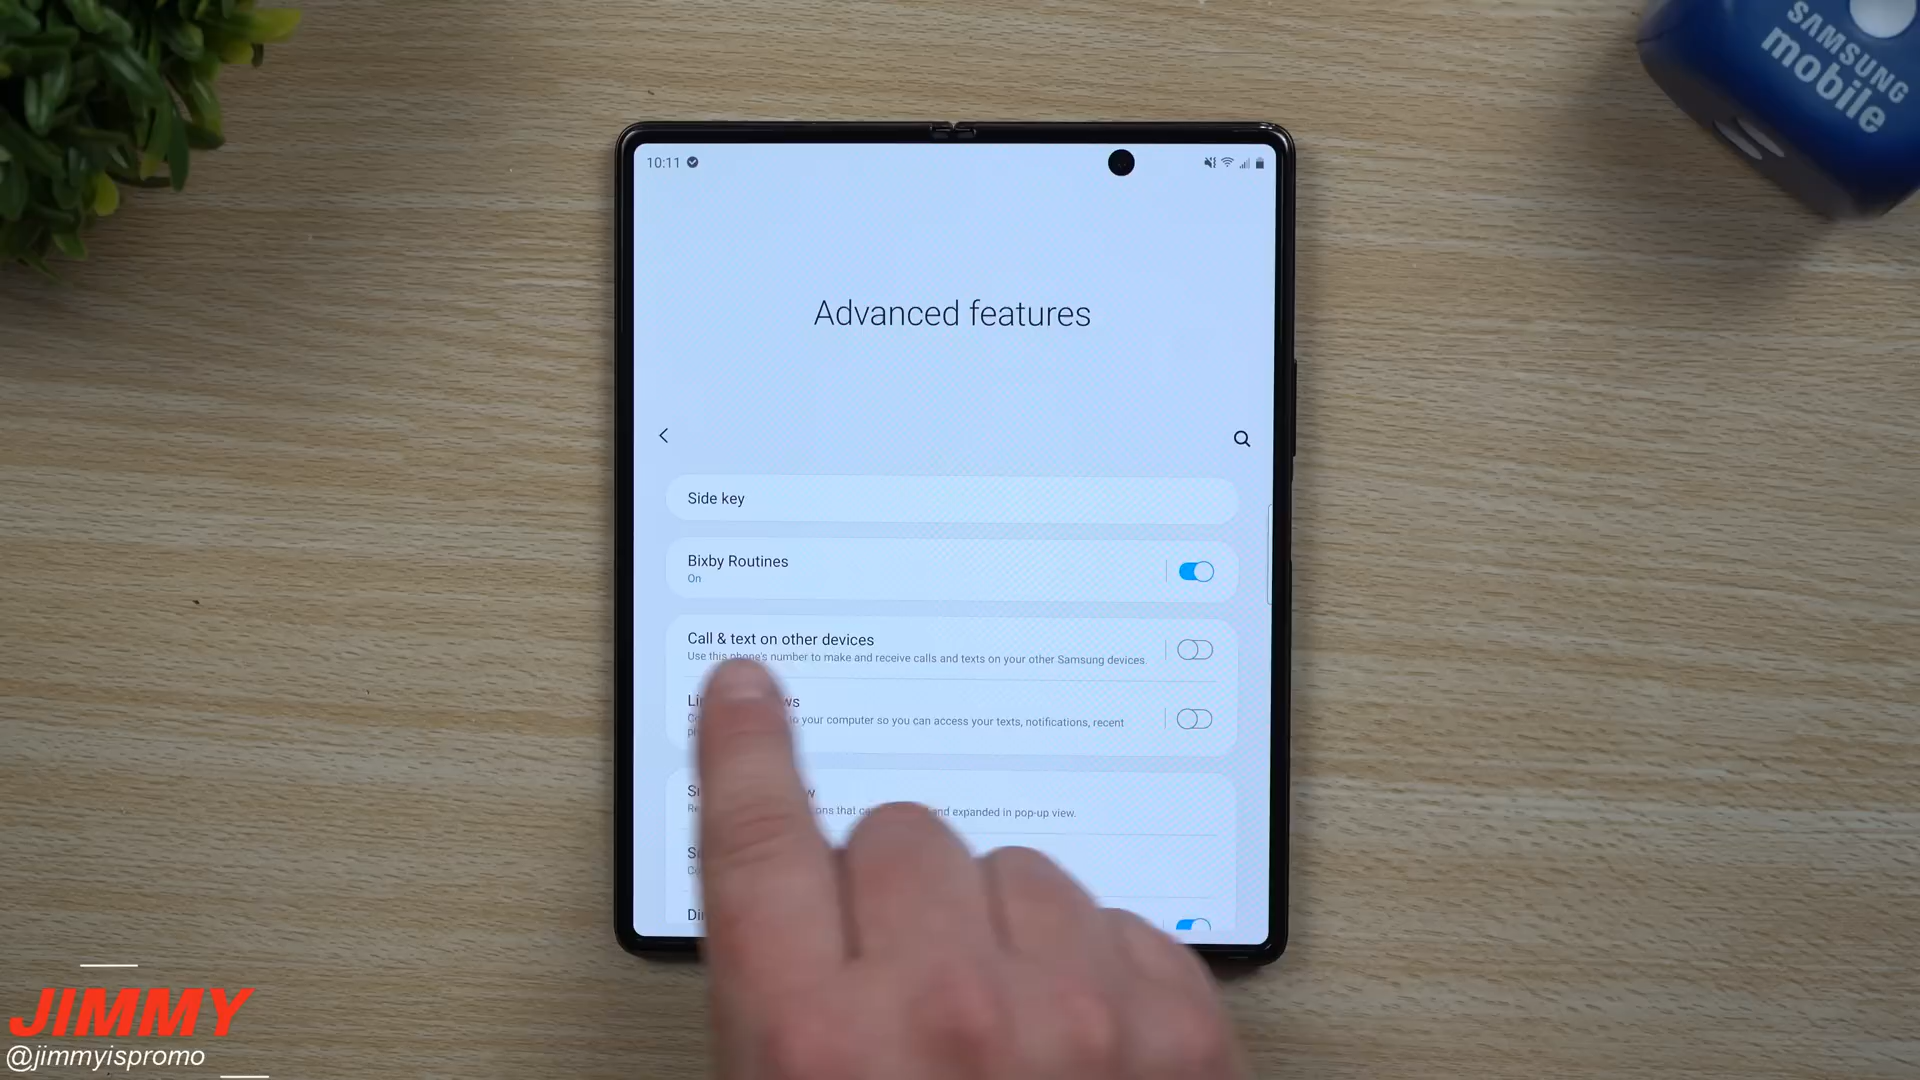 SAMSUNG
mobile
10:11
Advanced features
Side key
Bixby Routines
On
Call & text on other devices
Use this phone's number to make and receive calls and texts on your other Samsung devices.
to your computer so you can access your texts, notifications, recent
and expanded in pop-up view.
JIMMY
@jimmyispromo